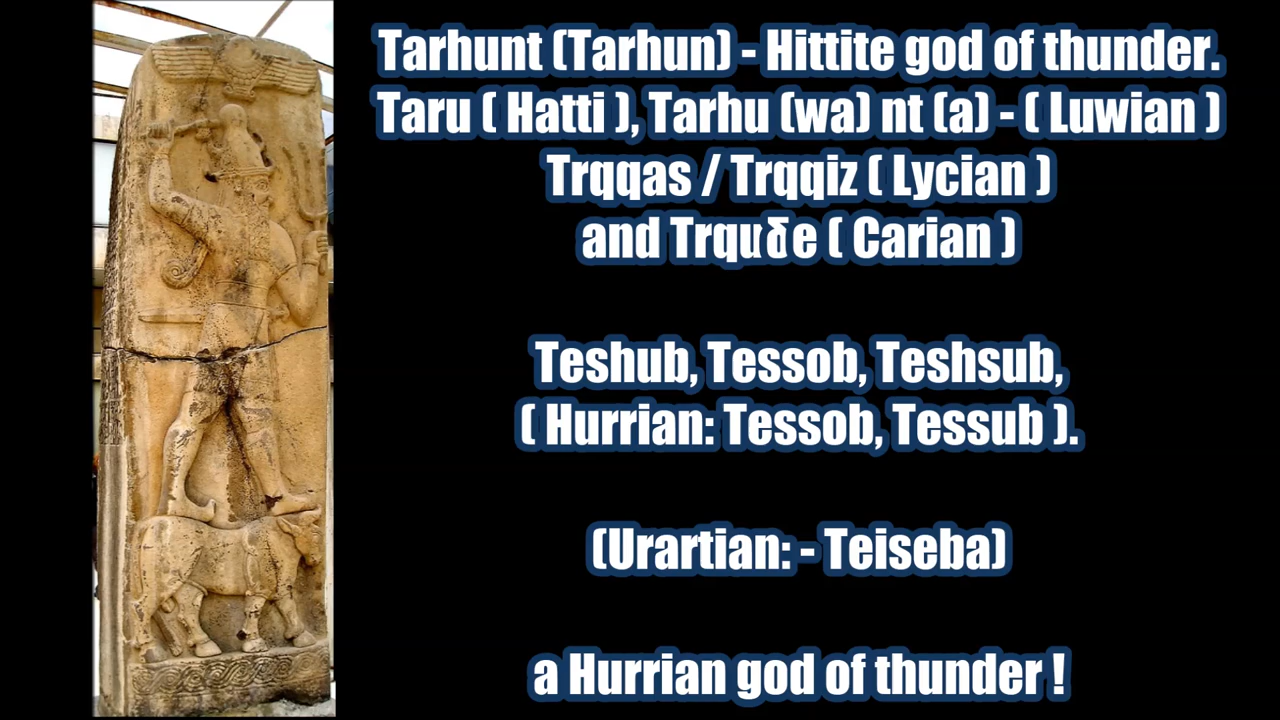 Tarhunt (Tarhun) - Hittite god of thunder.
Taru ( Hatti ), Tarhu (wa) nt (a) - ( Luwian )
Trqqas / Trqqiz ( Lycian )
and Trquδe ( Carian )
Teshub, Tessob, Teshsub,
( Hurrian: Tessob, Tessub ).
(Urartian: - Teiseba)
a Hurrian god of thunder !